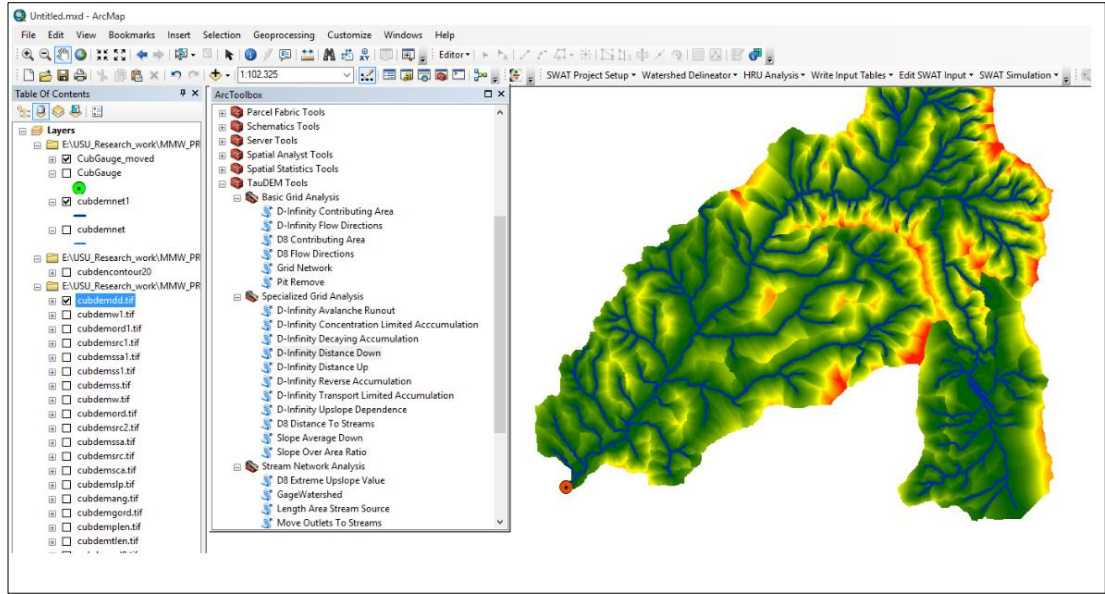 Untitled.mxd - ArcMap
File Edit View Bookmarks Insert Selection Geoprocessing Customize Windows Help
Editor
1:102,325
SWAT Project Setup Watershed Delineator HRU Analysis Write Input Tables Edit SWAT Input SWAT Simulation
Table Of Contents
Layers
E:\USU_Research_work\MMW_PR
CubGauge_moved
CubGauge
cubdemnet1
cubdemnet
E:\USU_Research_work\MMW_PR
cubdencontour20
E:\USU_Research_work\MMW_PR
cubdemdd.tif
cubdemw1.tif
cubdemord1.tif
cubdemsrc1.tif
cubdemssa1.tif
cubdemss1.tif
cubdemss.tif
cubdemw.tif
cubdemord.tif
cubdemsrc2.tif
cubdemssa.tif
cubdemsrc.tif
cubdemsca.tif
cubdemslp.tif
cubdemang.tif
cubdemgord.tif
cubdemplen.tif
cubdemtlen.tif
ArcToolbox
Parcel Fabric Tools
Schematics Tools
Server Tools
Spatial Analyst Tools
Spatial Statistics Tools
TauDEM Tools
Basic Grid Analysis
D-Infinity Contributing Area
D-Infinity Flow Directions
D8 Contributing Area
D8 Flow Directions
Grid Network
Pit Remove
Specialized Grid Analysis
D-Infinity Avalanche Runout
D-Infinity Concentration Limited Acccumulation
D-Infinity Decaying Accumulation
D-Infinity Distance Down
D-Infinity Distance Up
D-Infinity Reverse Accumulation
D-Infinity Transport Limited Accumulation
D-Infinity Upslope Dependence
D8 Distance To Streams
Slope Average Down
Slope Over Area Ratio
Stream Network Analysis
D8 Extreme Upslope Value
GageWatershed
Length Area Stream Source
Move Outlets To Streams